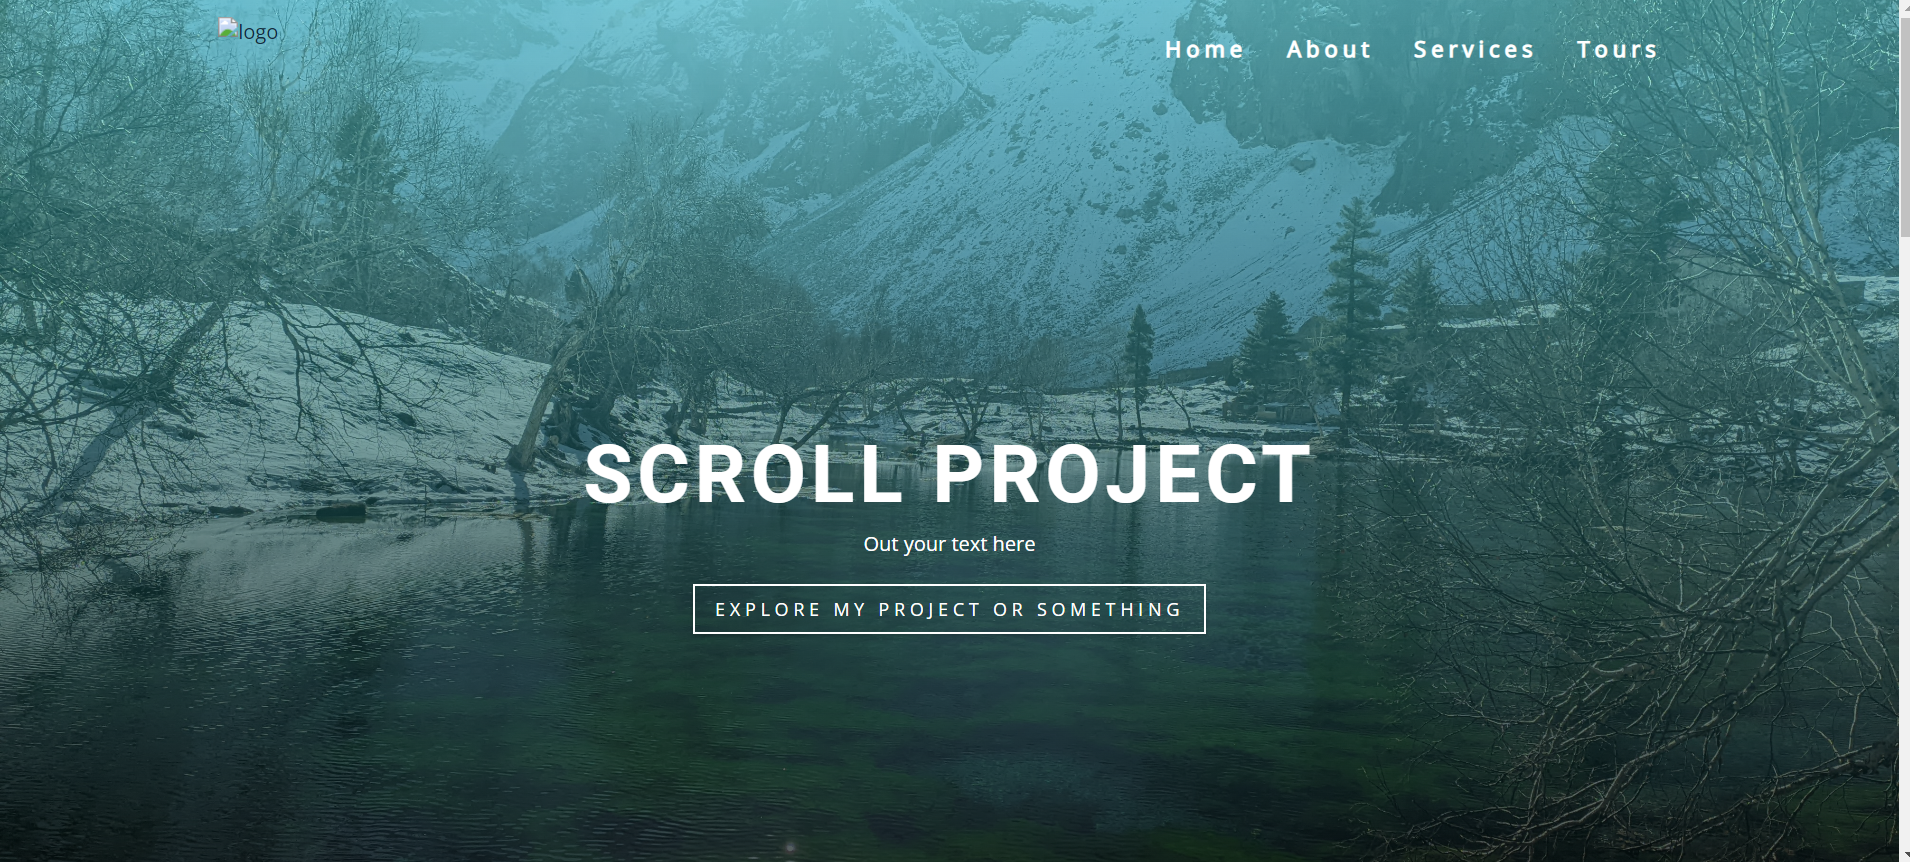 logo
Home About Services Tours
SCROLL PROJECT
Out your text here
EXPLORE MY PROJECT OR SOMETHING